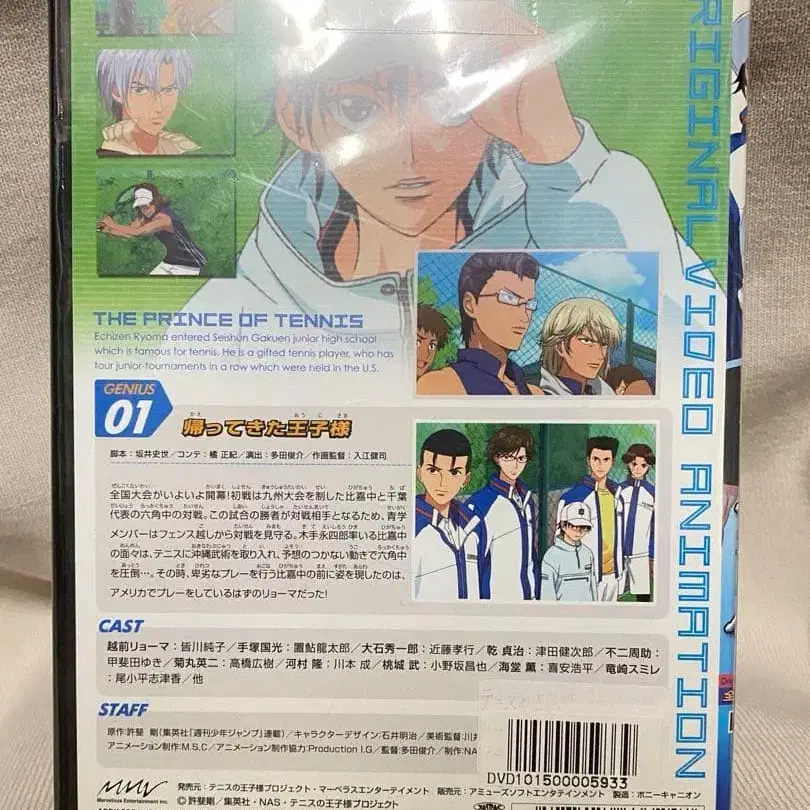 RIGINAL VIDEO ANIMATION
THE PRINCE OF TENNIS
Echizen Ryoma entered Seishun Gakuen junior high school
which is famous for tennis. He is a gifted tennis player, who has
tour junior-tournaments in a row which were held in the U.S.
GENIUS
01
帰ってきた王子様
脚本:坂井史世/コンテ:橘 正紀/演出:多田俊介/作画監督:入江健司
全国大会がいよいよ開幕!初戦は九州大会を制した比嘉中と千葉
代表の六角中の対戦。この試合の勝者が対戦相手となるため、青学
メンバーはフェンス越しから対戦を見守る。木手永四郎率いる比嘉中
の面々は、テニスに沖縄武術を取り入れ、予想のつかない動きで六角中
を圧倒…。その時、卑劣なプレーを行う比嘉中の前に姿を現したのは、
アメリカでプレーをしているはずのリョーマだった!
CAST
越前リョーマ:皆川純子/手塚国光:置鮎龍太郎/大石秀一郎:近藤孝行/乾 貞治:津田健次郎/不二周助:
甲斐田ゆき/菊丸英二:高橋広樹/河村 隆:川本 成/桃城 武:小野坂昌也/海堂 薫:喜安浩平/竜崎スミレ
:尾小平志津香/他
STAFF
原作:許斐 剛(集英社「週刊少年ジャンプ」連載)/キャラクターデザイン:石井明治/美術監督:川井
アニメーション制作:M.S.C/アニメーション制作協力:Production I.G/監督:多田俊介/制作:NA
DVD101500005933
Marvelous Entertainment Inc.
発売元:テニスの王子様プロジェクト・マーベラスエンターテイメント 販売元:アミューズソフトエンタテインメント 製造:ポニーキャニオン
©許斐剛/集英社・NAS・テニスの王子様プロジェクト